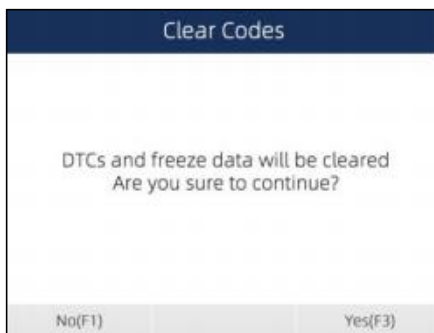 Clear Codes
DTCs and freeze data will be cleared
Are you sure to continue?
No(F1) Yes(F3)